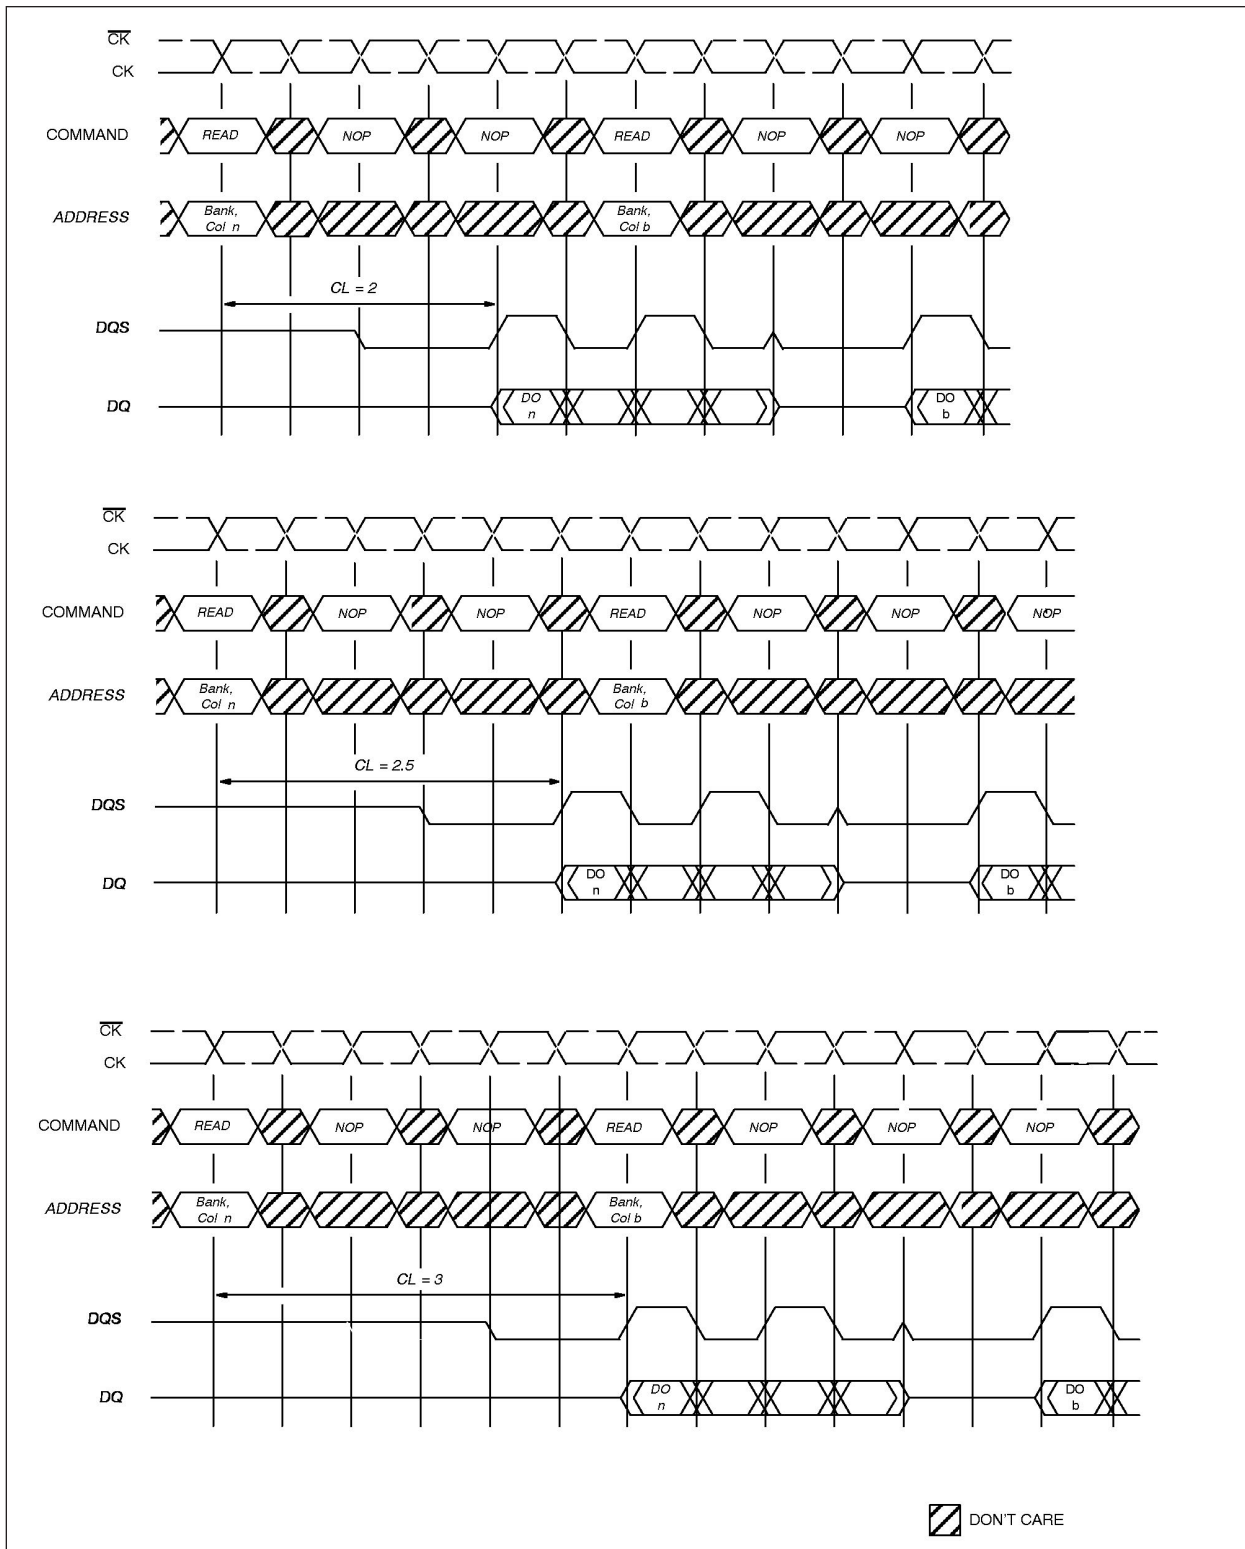 CK
CK
COMMAND READ NOP NOP READ NOP NOP
ADDRESS Bank, Col n Bank, Col b
CL = 2
DQS
DQ DO n DO b
CK
CK
COMMAND READ NOP NOP READ NOP NOP NOP
ADDRESS Bank, Col n Bank, Col b
CL = 2.5
DQS
DQ DO n DO b
CK
CK
COMMAND READ NOP NOP READ NOP NOP NOP
ADDRESS Bank, Col n Bank, Col b
CL = 3
DQS
DQ DO n DO b
DON'T CARE